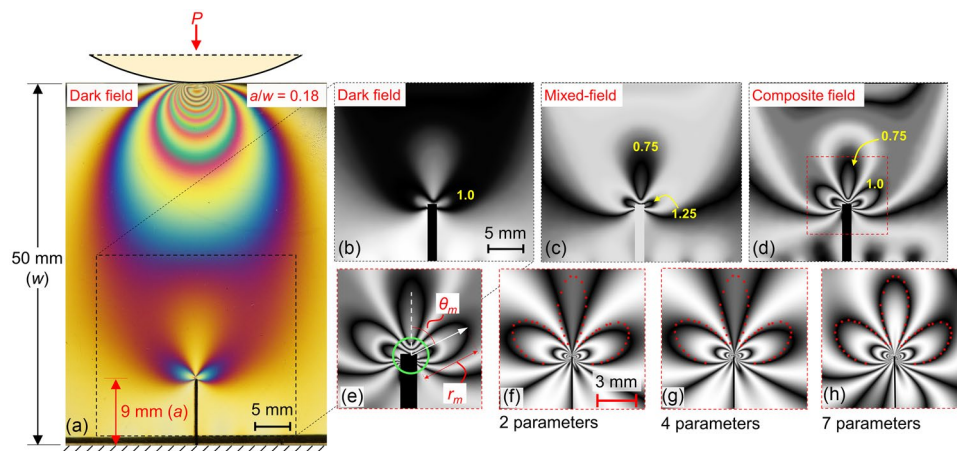 P
Dark field
a/w = 0.18
50 mm
(w)
9 mm (a)
5 mm
(a)
Dark field
1.0
(b)
5 mm
Mixed-field
0.75
1.25
(c)
Composite field
0.75
1.0
(d)
θm
rm
(e)
(f)
3 mm
2 parameters
(g)
4 parameters
(h)
7 parameters